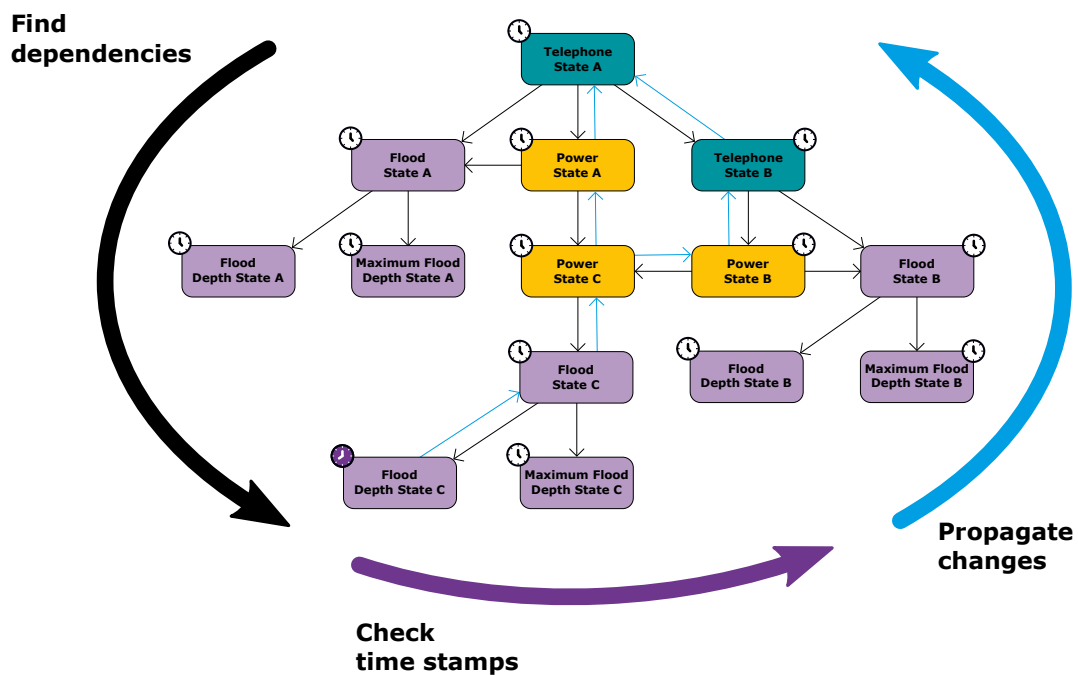 Find
dependencies
Telephone
State A
Flood
State A
Power
State A
Telephone
State B
Flood
Depth State A
Maximum Flood
Depth State A
Power
State C
Power
State B
Flood
State B
Flood
State C
Flood
Depth State B
Maximum Flood
Depth State B
Flood
Depth State C
Maximum Flood
Depth State C
Propagate
changes
Check
time stamps